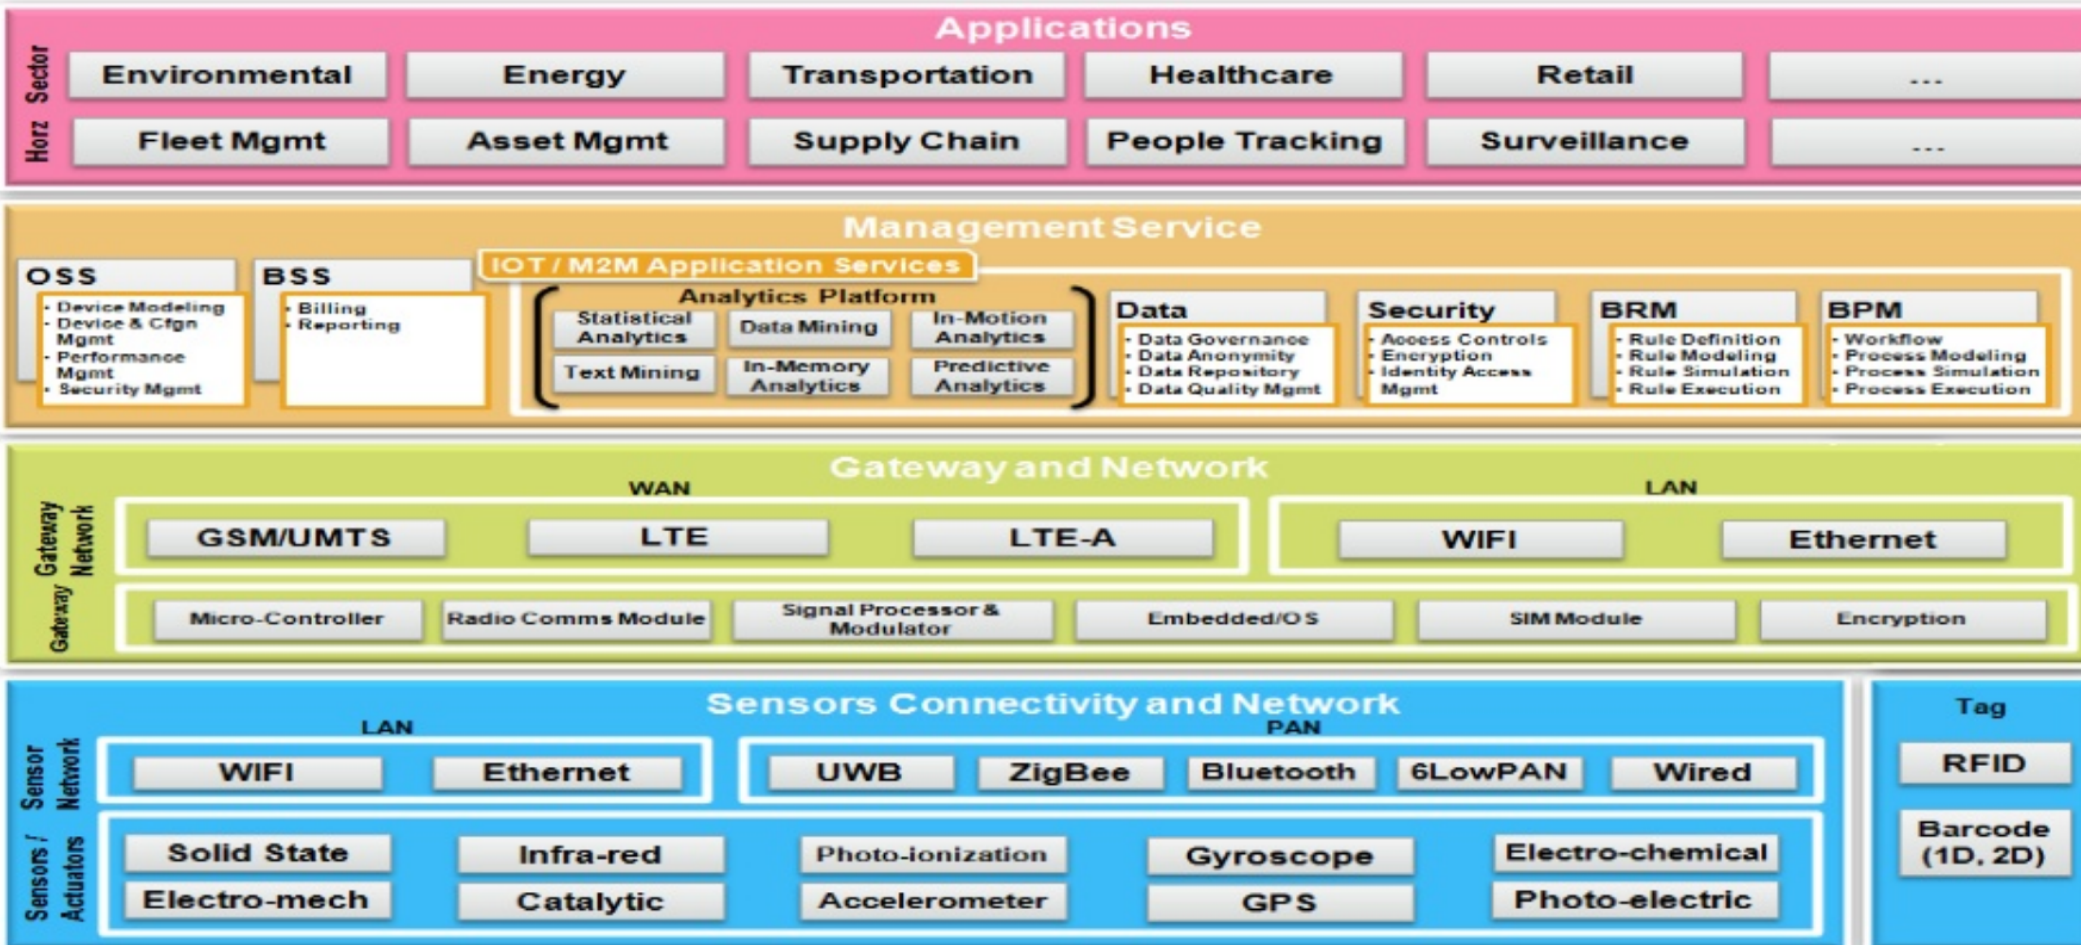 Applications
Sector
Environmental
Energy
Transportation
Healthcare
Retail
...
Horz
Fleet Mgmt
Asset Mgmt
Supply Chain
People Tracking
Surveillance
...
Management Service
OSS
· Device Modeling
· Device & Cfgn
Mgmt
· Performance
Mgmt
· Security Mgmt
BSS
· Billing
· Reporting
IOT / M2M Application Services
Analytics Platform
Statistical
Analytics
Data Mining
In-Motion
Analytics
Text Mining
In-Memory
Analytics
Predictive
Analytics
Data
· Data Governance
· Data Anonymity
· Data Repository
· Data Quality Mgmt
Security
· Access Controls
· Encryption
· Identity Access
Mgmt
BRM
· Rule Definition
· Rule Modeling
· Rule Simulation
· Rule Execution
BPM
· Workflow
· Process Modeling
· Process Simulation
· Process Execution
Gateway and Network
Gateway
Network
WAN
GSM/UMTS
LTE
LTE-A
LAN
WIFI
Ethernet
Gateway
Micro-Controller
Radio Comms Module
Signal Processor &
Modulator
Embedded/OS
SIM Module
Encryption
Sensors Connectivity and Network
Sensor
Network
LAN
WIFI
Ethernet
PAN
UWB
ZigBee
Bluetooth
6LowPAN
Wired
Sensors /
Actuators
Solid State
Infra-red
Photo-ionization
Gyroscope
Electro-chemical
Electro-mech
Catalytic
Accelerometer
GPS
Photo-electric
Tag
RFID
Barcode
(1D, 2D)